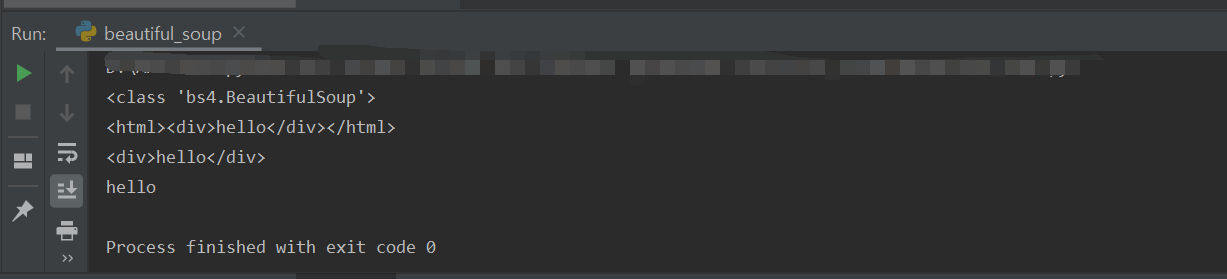 Run: beautiful_soup
<class 'bs4.BeautifulSoup'>
<html><div>hello</div></html>
<div>hello</div>
hello
Process finished with exit code 0